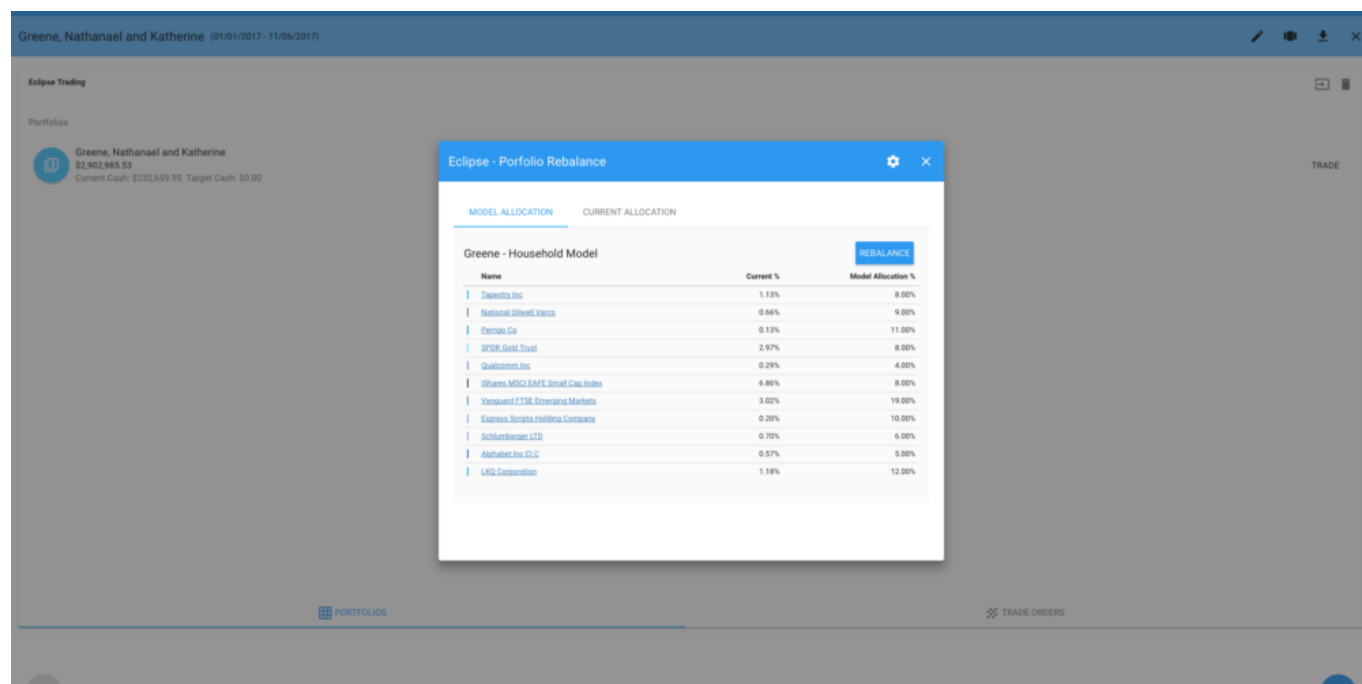 Greene, Nathanael and Katherine (01/01/2017 - 11/06/2017)
Eclipse Trading
Portfolios
Greene, Nathanael and Katherine
$2,902,985.53
Current Cash: $232,659.95 Target Cash: $0.00
TRADE
Eclipse - Porfolio Rebalance
MODEL ALLOCATION CURRENT ALLOCATION
Greene - Household Model REBALANCE
Name Current % Model Allocation %
Tapestry Inc 1.13% 8.00%
National Oilwell Varco 0.66% 9.00%
Perrigo Co 0.13% 11.00%
SPDR Gold Trust 2.97% 8.00%
Qualcomm Inc 0.29% 4.00%
iShares MSCI EAFE Small Cap Index 6.86% 8.00%
Vanguard FTSE Emerging Markets 3.02% 19.00%
Express Scripts Holding Company 0.20% 10.00%
Schlumberger LTD 0.70% 6.00%
Alphabet Inc Cl C 0.57% 5.00%
LKQ Corporation 1.18% 12.00%
PORTFOLIOS TRADE ORDERS